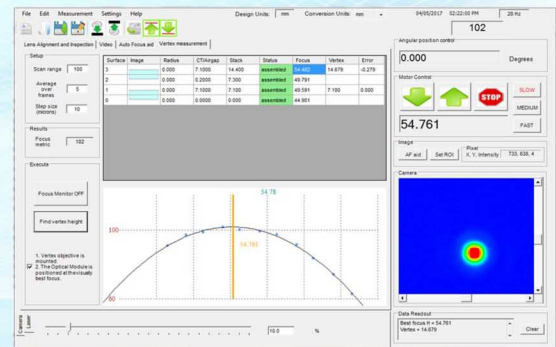 File Edit Measurement Settings Help Design Units: mm Conversion Units: mm 04/05/2017 02:22:00 PM 28 Hz
102
Lens Alignment and Inspection Video Auto Focus aid Vertex measurement
Setup
Scan range 100
Average over frames 5
Step size (microns) 10
Results
Focus metric 102
Execute
Focus Monitor OFF
Find vertex height
1. Vertex objective is mounted.
2. The Optical Module is positioned at the visually best focus.
Surface Image Radius CT/Airgap Stack Status Focus Vertex Error
3 0.000 7.1000 14.400 assembled 54.482 14.679 -0.279
2 0.000 0.2000 7.300 assembled 49.791
1 0.000 7.1000 7.100 assembled 49.591 7.100 0.000
0 0.000 0.0000 0.000 assembled 44.951
54.76
100
54.761
60
Camera
Laser
10.0 %
Angular position control
0.000 Degrees
Motor Control
STOP
SLOW
MEDIUM
FAST
54.761
Image
AF aid Set ROI
Pixel
X, Y, Intensity 733, 638, 4
Camera
Data Readout
Best focus H = 54.761
Vertex = 14.679
Clear